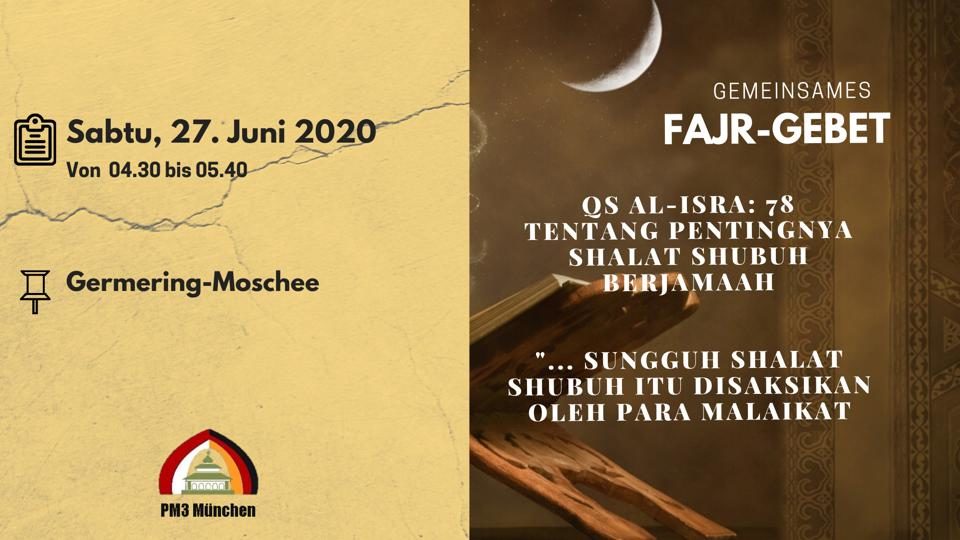 Sabtu, 27. Juni 2020
Von 04.30 bis 05.40
Germering-Moschee
PM3 München
GEMEINSAMES
FAJR-GEBET
QS AL-ISRA: 78
TENTANG PENTINGNYA
SHALAT SHUBUH
BERJAMAAH
"... SUNGGUH SHALAT
SHUBUH ITU DISAKSIKAN
OLEH PARA MALAIKAT